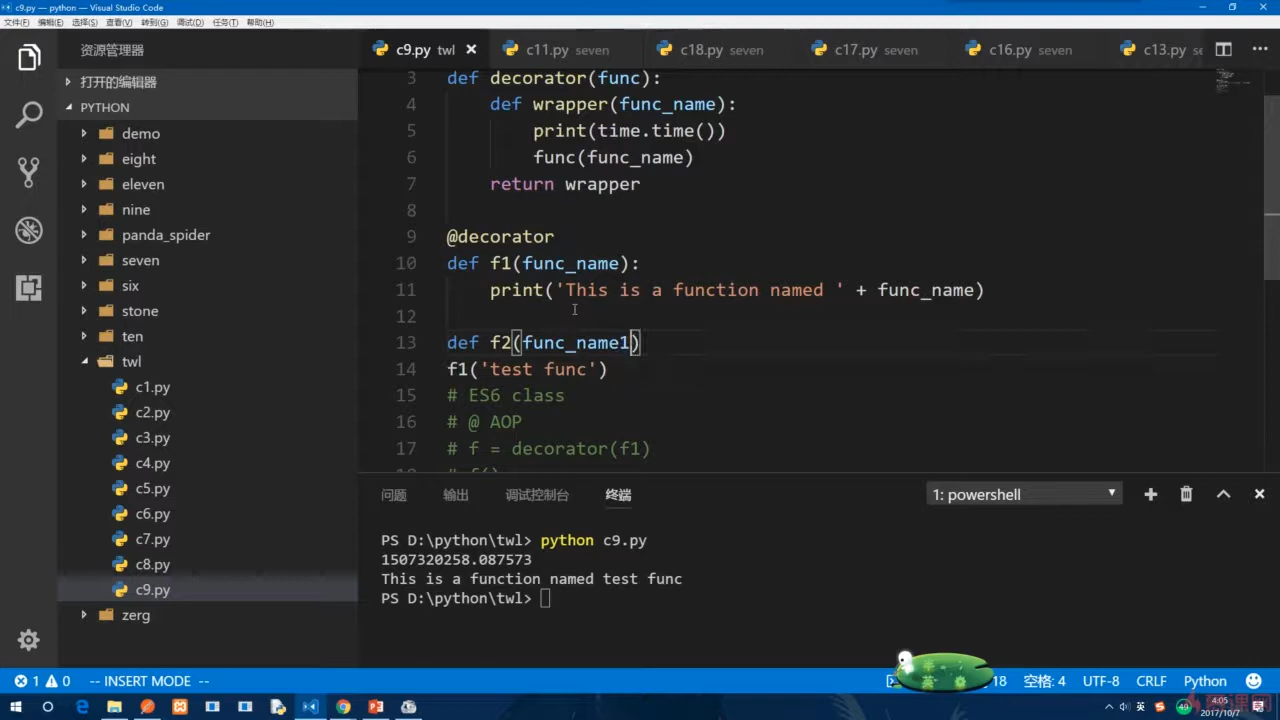 c9.py — python — Visual Studio Code
文件(F) 编辑(E) 选择(S) 查看(V) 转到(G) 调试(D) 任务(T) 帮助(H)
资源管理器
c9.py twl
c11.py seven
c18.py seven
c17.py seven
c16.py seven
c13.py se
打开的编辑器
PYTHON
demo
eight
eleven
nine
panda_spider
seven
six
stone
ten
twl
c1.py
c2.py
c3.py
c4.py
c5.py
c6.py
c7.py
c8.py
c9.py
zerg
3 def decorator(func):
4 def wrapper(func_name):
5 print(time.time())
6 func(func_name)
7 return wrapper
8
9 @decorator
10 def f1(func_name):
11 print('This is a function named ' + func_name)
12
13 def f2(func_name1)
14 f1('test func')
15 # ES6 class
16 # @ AOP
17 # f = decorator(f1)
18 # f()
问题 输出 调试控制台 终端
1: powershell
PS D:\python\twl> python c9.py
1507320258.087573
This is a function named test func
PS D:\python\twl>
1 0 -- INSERT MODE --
半
英
18 空格: 4 UTF-8 CRLF Python
英
49
4:05
2017/10/7
慕课网